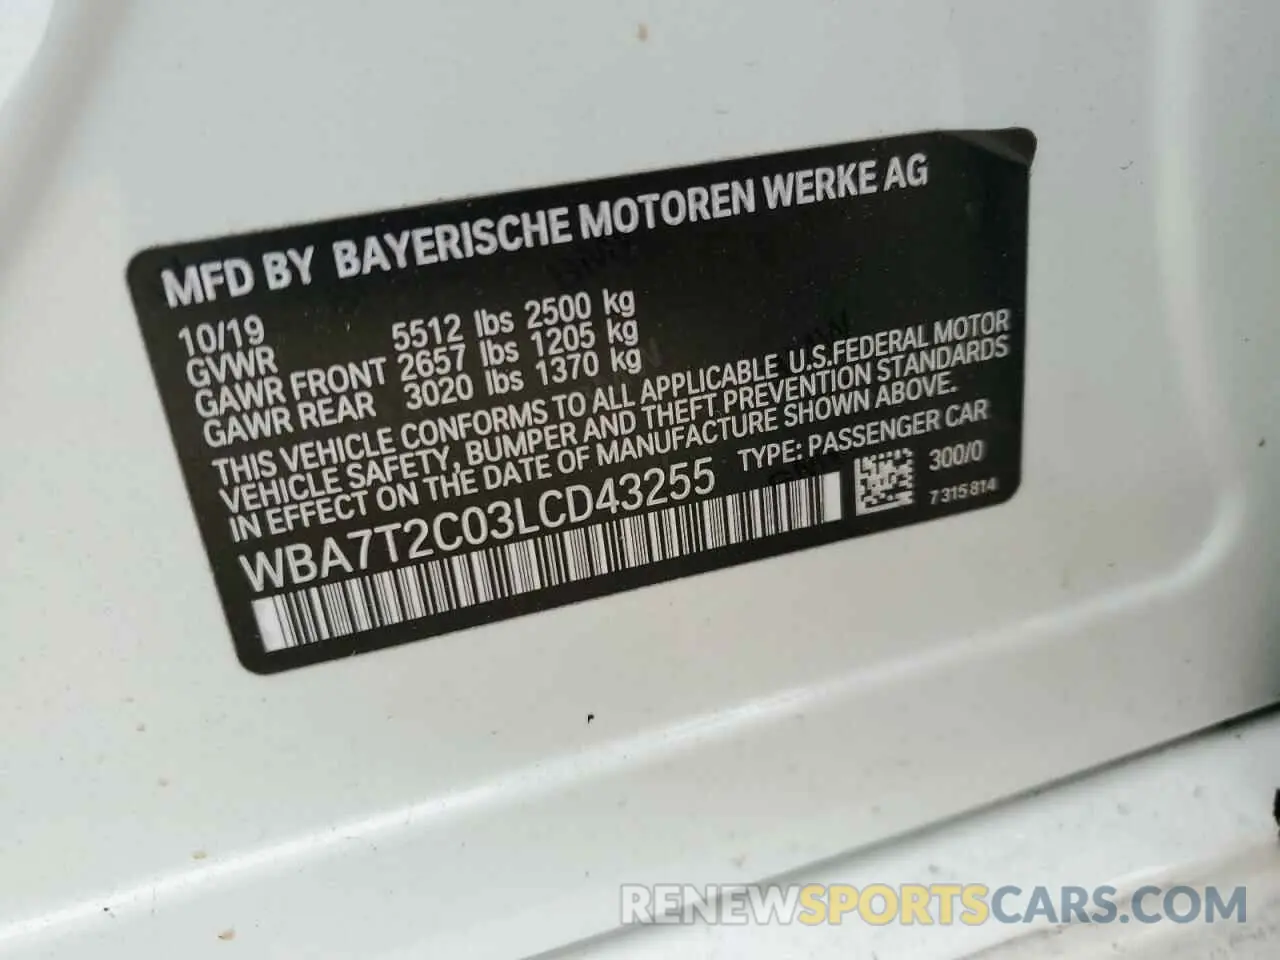 MFD BY BAYERISCHE MOTOREN WERKE AG
10/19
GVWR 5512 lbs 2500 kg
GAWR FRONT 2657 lbs 1205 kg
GAWR REAR 3020 lbs 1370 kg
THIS VEHICLE CONFORMS TO ALL APPLICABLE U.S.FEDERAL MOTOR
VEHICLE SAFETY, BUMPER AND THEFT PREVENTION STANDARDS
IN EFFECT ON THE DATE OF MANUFACTURE SHOWN ABOVE.
WBA7T2C03LCD43255 TYPE: PASSENGER CAR
300/0
7 315 814
RENEWSPORTSCARS.COM